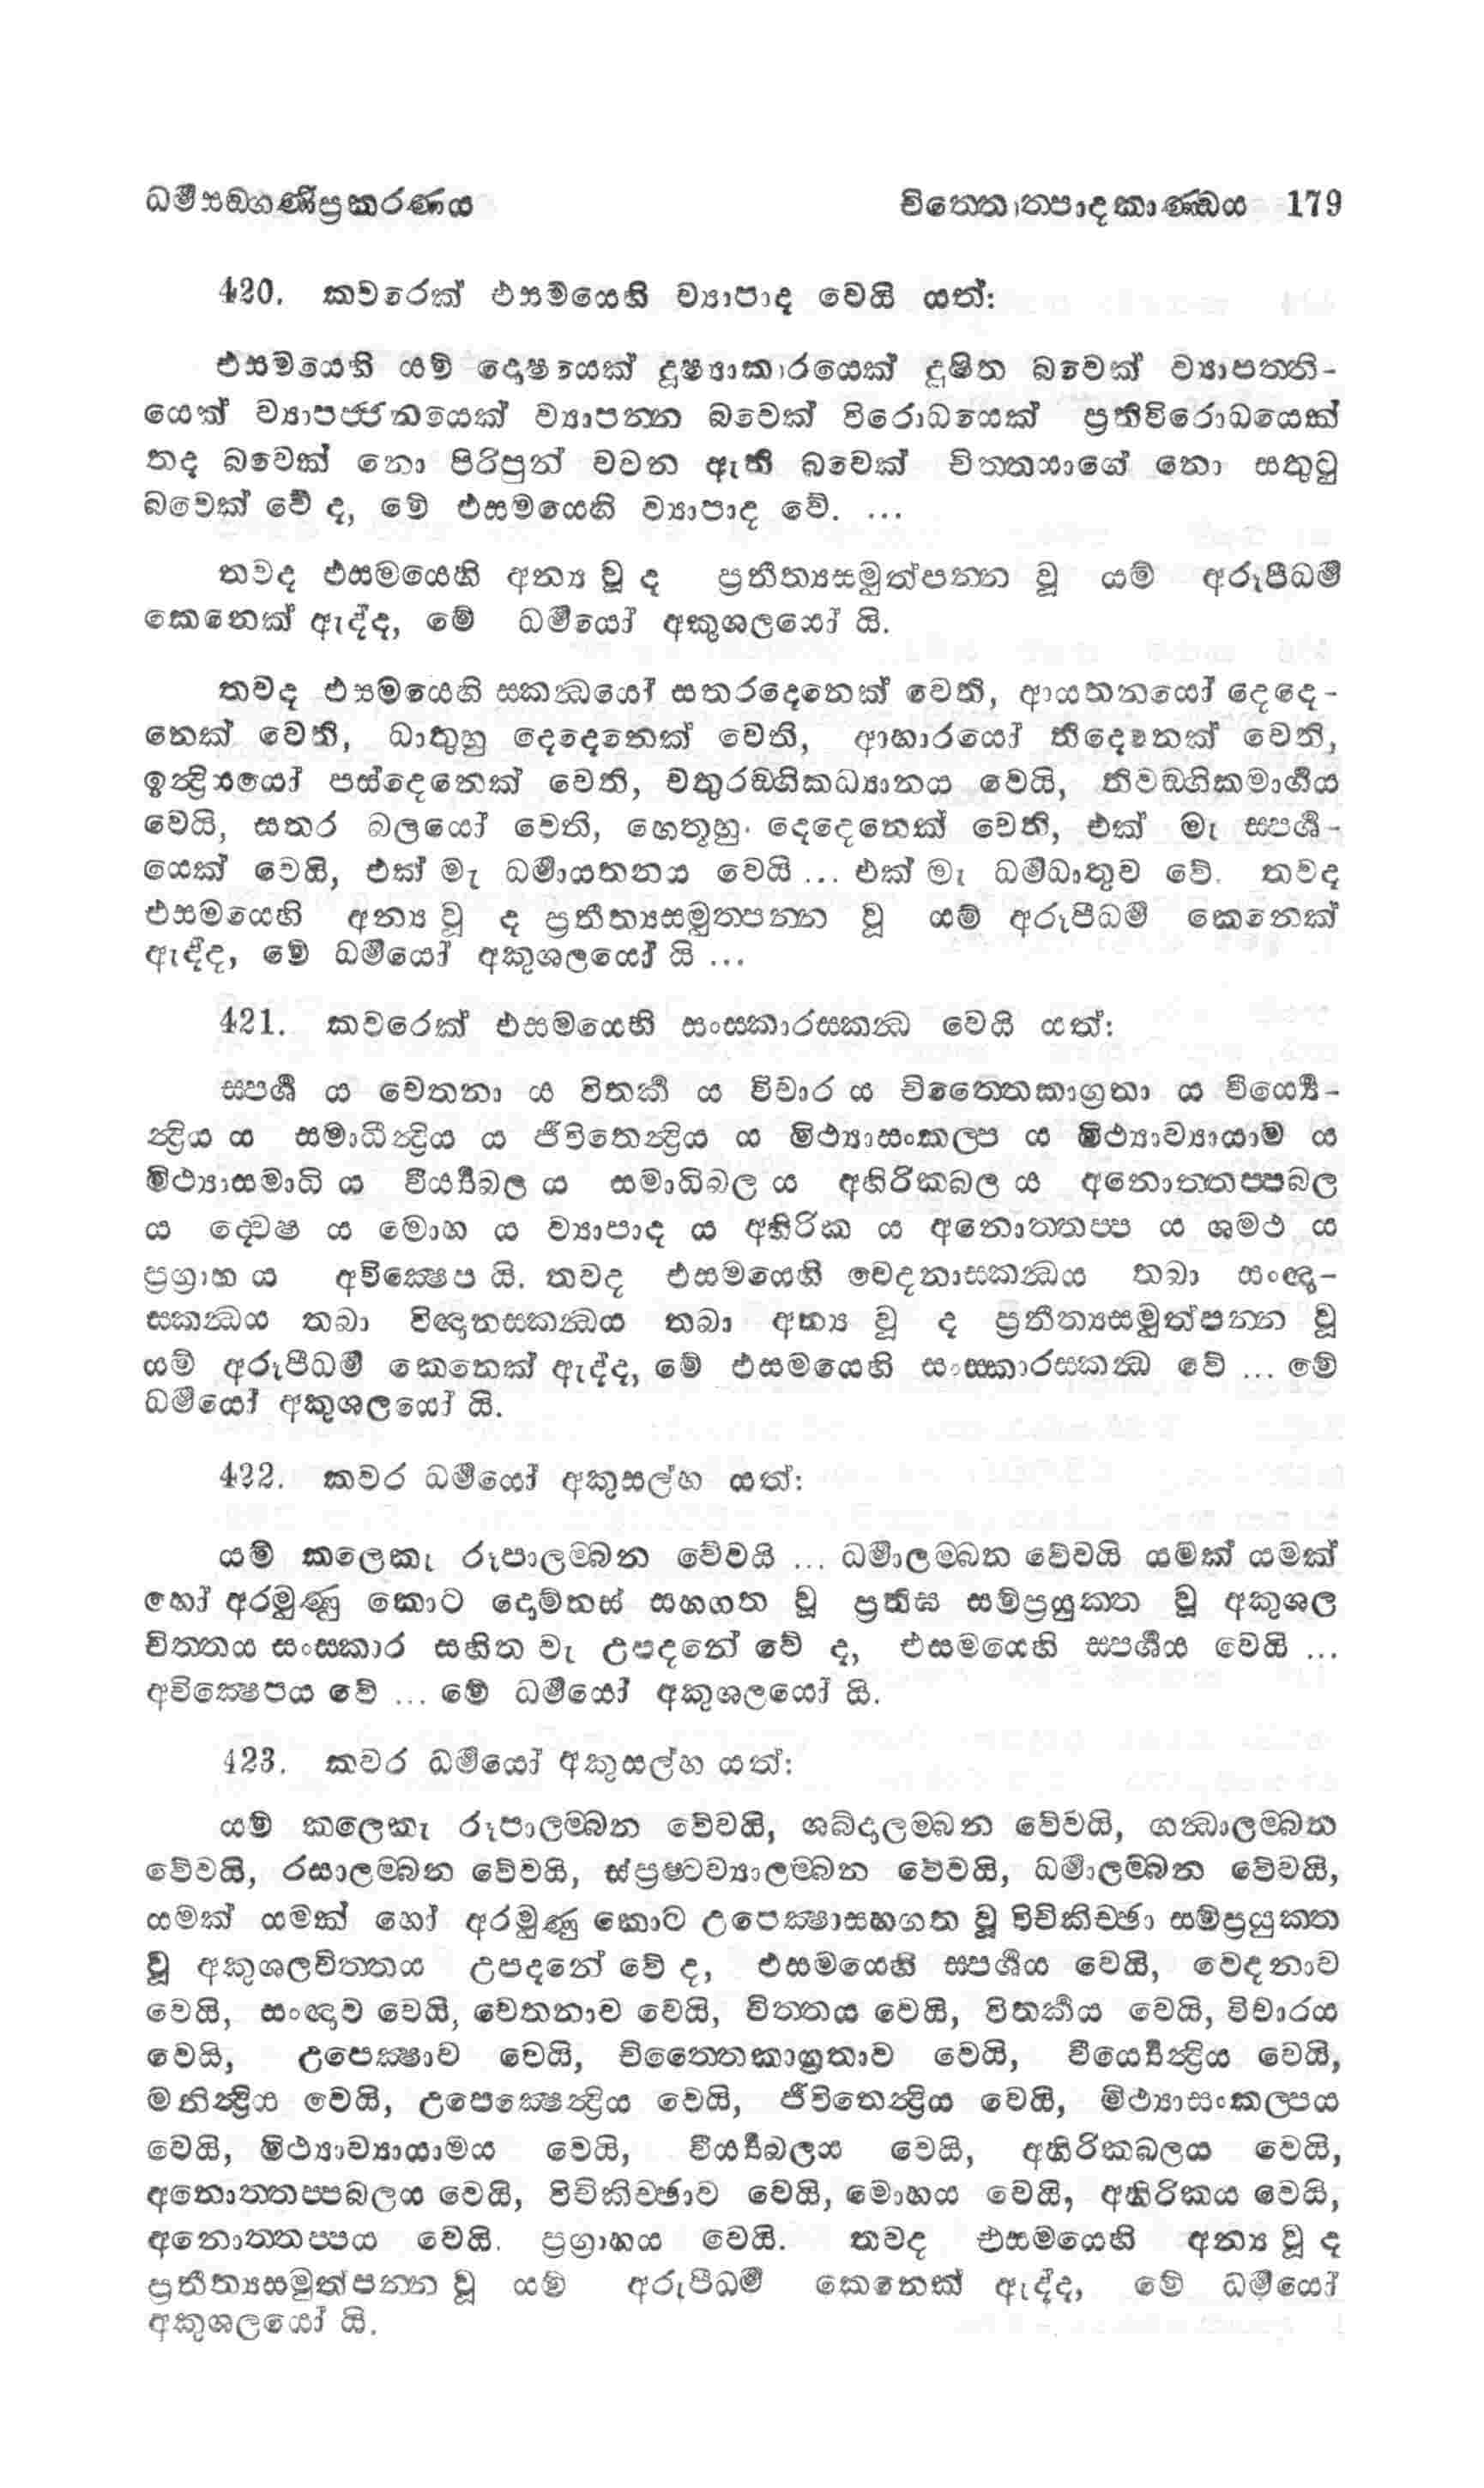 ධර්‍මසඞ්ගණිප්‍රකරණය චිත්තොත්පාදකාණ්ඩය 179
420. කවරෙක් එසමයෙහි ව්‍යාපාද වෙයි යත්:
එසමයෙහි යම් දොෂයෙක් දූෂ්‍යාකාරයෙක් දූෂිත බවෙක් ව්‍යාපත්ති-
යෙක් ව්‍යාපජ්ජනයෙක් ව්‍යාපන්න බවෙක් විරොධයෙක් ප්‍රතිවිරොධයෙක්
තද බවෙක් නො පිරිපුන් වචන ඇති බවෙක් චිත්තයාගේ නො සතුටු
බවෙක් වේ ද, මේ එසමයෙහි ව්‍යාපාද වේ. ...
තවද එසමයෙහි අන්‍ය වූ ද ප්‍රතීත්‍යසමුත්පන්න වූ යම් අරූපීධර්‍ම
කෙනෙක් ඇද්ද, මේ ධර්‍මයෝ අකුශලයෝ යි.
තවද එසමයෙහි ස්කන්‍ධයෝ සතරදෙනෙක් වෙති, ආයතනයෝ දෙදෙ-
නෙක් වෙති, ධාතුහු දෙදෙනෙක් වෙති, ආහාරයෝ තිදෙනෙක් වෙති,
ඉන්‍ද්‍රියයෝ පස්දෙනෙක් වෙති, චතුරඞ්ගිකධ්‍යානය වෙයි, තිවඞ්ගිකමාර්‍ගය
වෙයි, සතර බලයෝ වෙති, හෙතූහු දෙදෙනෙක් වෙති, එක් මැ ස්පර්‍ශ-
යෙක් වෙයි, එක් මැ ධර්‍මායතනය වෙයි ... එක් මැ ධර්‍මධාතුව වේ. තවද
එසමයෙහි අන්‍ය වූ ද ප්‍රතීත්‍යසමුත්පන්න වූ යම් අරූපීධර්‍ම කෙනෙක්
ඇද්ද, මේ ධර්‍මයෝ අකුශලයෝ යි ...
421. කවරෙක් එසමයෙහි සංස්කාරස්කන්‍ධ වෙයි යත්:
ස්පර්‍ශ ය චෙතනා ය විතර්‍ක ය විචාර ය චිත්තෛකාග්‍රතා ය වීර්‍ය්‍යෙ-
න්‍ද්‍රිය ය සමාධීන්‍ද්‍රිය ය ජීවිතෙන්‍ද්‍රිය ය මිථ්‍යාසංකල්ප ය මිථ්‍යාව්‍යායාම ය
මිථ්‍යාසමාධි ය වීර්‍ය්‍යබල ය සමාධිබල ය අහිරිකබල ය අනොත්තප්පබල
ය ද්වෙෂ ය මොහ ය ව්‍යාපාද ය අහිරික ය අනොත්තප්ප ය ශමථ ය
ප්‍රග්‍රාහ ය අවික්‍ෂෙප යි. තවද එසමයෙහි වේදනාස්කන්‍ධය තබා සංඥා-
ස්කන්‍ධය තබා විඥානස්කන්‍ධය තබා අන්‍ය වූ ද ප්‍රතීත්‍යසමුත්පන්න වූ
යම් අරූපීධර්‍ම කෙනෙක් ඇද්ද, මේ එසමයෙහි සංස්කාරස්කන්‍ධ වේ ... මේ
ධර්‍මයෝ අකුශලයෝ යි.
422. කවර ධර්‍මයෝ අකුසල්හ යත්:
යම් කලෙකැ රූපාලම්බන වේවයි ... ධර්‍මාලම්බන වේවයි යමක් යමක්
හෝ අරමුණු කොට දොම්නස් සහගත වූ ප්‍රතිඝ සම්ප්‍රයුක්ත වූ අකුශල
චිත්තය සංස්කාර සහිත වැ උපදනේ වේ ද, එසමයෙහි ස්පර්‍ශය වෙයි ...
අවික්‍ෂෙපය වේ ... මේ ධර්‍මයෝ අකුශලයෝ යි.
423. කවර ධර්‍මයෝ අකුසල්හ යත්:
යම් කලෙකැ රූපාලම්බන වේවයි, ශබ්දාලම්බන වේවයි, ගන්‍ධාලම්බන
වේවයි, රසාලම්බන වේවයි, ස්ප්‍රෂ්ටව්‍යාලම්බන වේවයි, ධර්‍මාලම්බන වේවයි,
යමක් යමක් හෝ අරමුණු කොට උපෙක්‍ෂාසහගත වූ විචිකිච්ඡා සම්ප්‍රයුක්ත
වූ අකුශලචිත්තය උපදනේ වේ ද, එසමයෙහි ස්පර්‍ශය වෙයි, වෙදනාව
වෙයි, සංඥාව වෙයි, චෙතනාව වෙයි, චිත්තය වෙයි, විතර්‍කය වෙයි, විචාරය
වෙයි, උපෙක්‍ෂාව වෙයි, චිත්තෛකාග්‍රතාව වෙයි, වීර්‍ය්‍යෙන්‍ද්‍රිය වෙයි,
මනින්‍ද්‍රිය වෙයි, උපෙක්‍ෂෙන්‍ද්‍රිය වෙයි, ජීවිතෙන්‍ද්‍රිය වෙයි, මිථ්‍යාසංකල්පය
වෙයි, මිථ්‍යාව්‍යායාමය වෙයි, වීර්‍ය්‍යබලය වෙයි, අහිරිකබලය වෙයි,
අනොත්තප්පබලය වෙයි, විචිකිච්ඡාව වෙයි, මොහය වෙයි, අහිරිකය වෙයි,
අනොත්තප්පය වෙයි. ප්‍රග්‍රාහය වෙයි. තවද එසමයෙහි අන්‍ය වූ ද
ප්‍රතීත්‍යසමුත්පන්න වූ යම් අරූපීධර්‍ම කෙනෙක් ඇද්ද, මේ ධර්‍මයෝ
අකුශලයෝ යි.